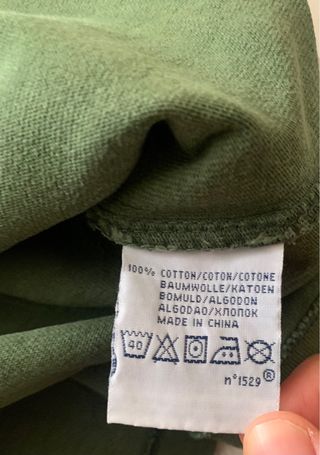 100% COTTON/COTON/COTONE
BAUMWOLLE/KATOEN
BOMULD/ALGODON
ALGODAO/ХЛОПОК
MADE IN CHINA
40
n°1529®